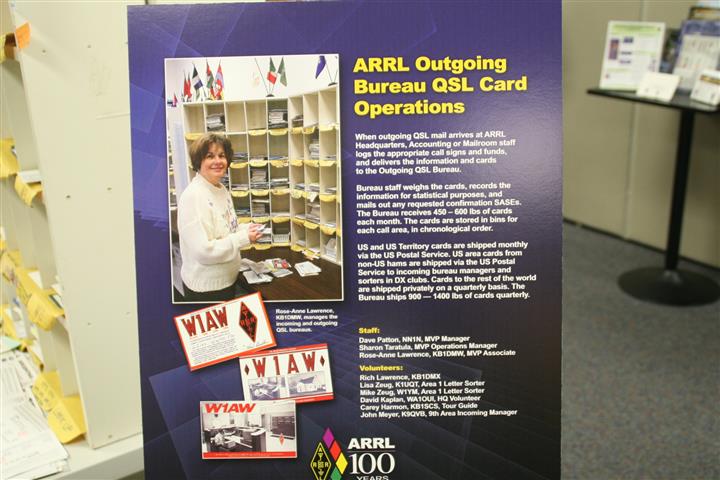 ARRL Outgoing
Bureau QSL Card
Operations
When outgoing QSL mail arrives at ARRL
Headquarters, Accounting or Mailroom staff
logs the appropriate call signs and funds,
and delivers the information and cards
to the Outgoing QSL Bureau.
Bureau staff weighs the cards, records the
information for statistical purposes, and
mails out any requested confirmation SASEs.
The Bureau receives 450 – 600 lbs of cards
each month. The cards are stored in bins for
each call area, in chronological order.
US and US Territory cards are shipped monthly
via the US Postal Service. US area cards from
non-US hams are shipped via the US Postal
Service to incoming bureau managers and
sorters in DX clubs. Cards to the rest of the world
are shipped privately on a quarterly basis. The
Bureau ships 900 — 1400 lbs of cards quarterly.
Rose-Anne Lawrence,
KB1DMW, manages the
incoming and outgoing
QSL bureaus.
W1AW
W1AW
W1AW
Staff:
Dave Patton, NN1N, MVP Manager
Sharon Taratula, MVP Operations Manager
Rose-Anne Lawrence, KB1DMW, MVP Associate
Volunteers:
Rich Lawrence, KB1DMX
Lisa Zeug, K1UQT, Area 1 Letter Sorter
Mike Zeug, W1YM, Area 1 Letter Sorter
David Kaplan, WA1OUI, HQ Volunteer
Carey Harmon, KB1SCS, Tour Guide
John Meyer, K9QVB, 9th Area Incoming Manager
ARRL
100
YEARS